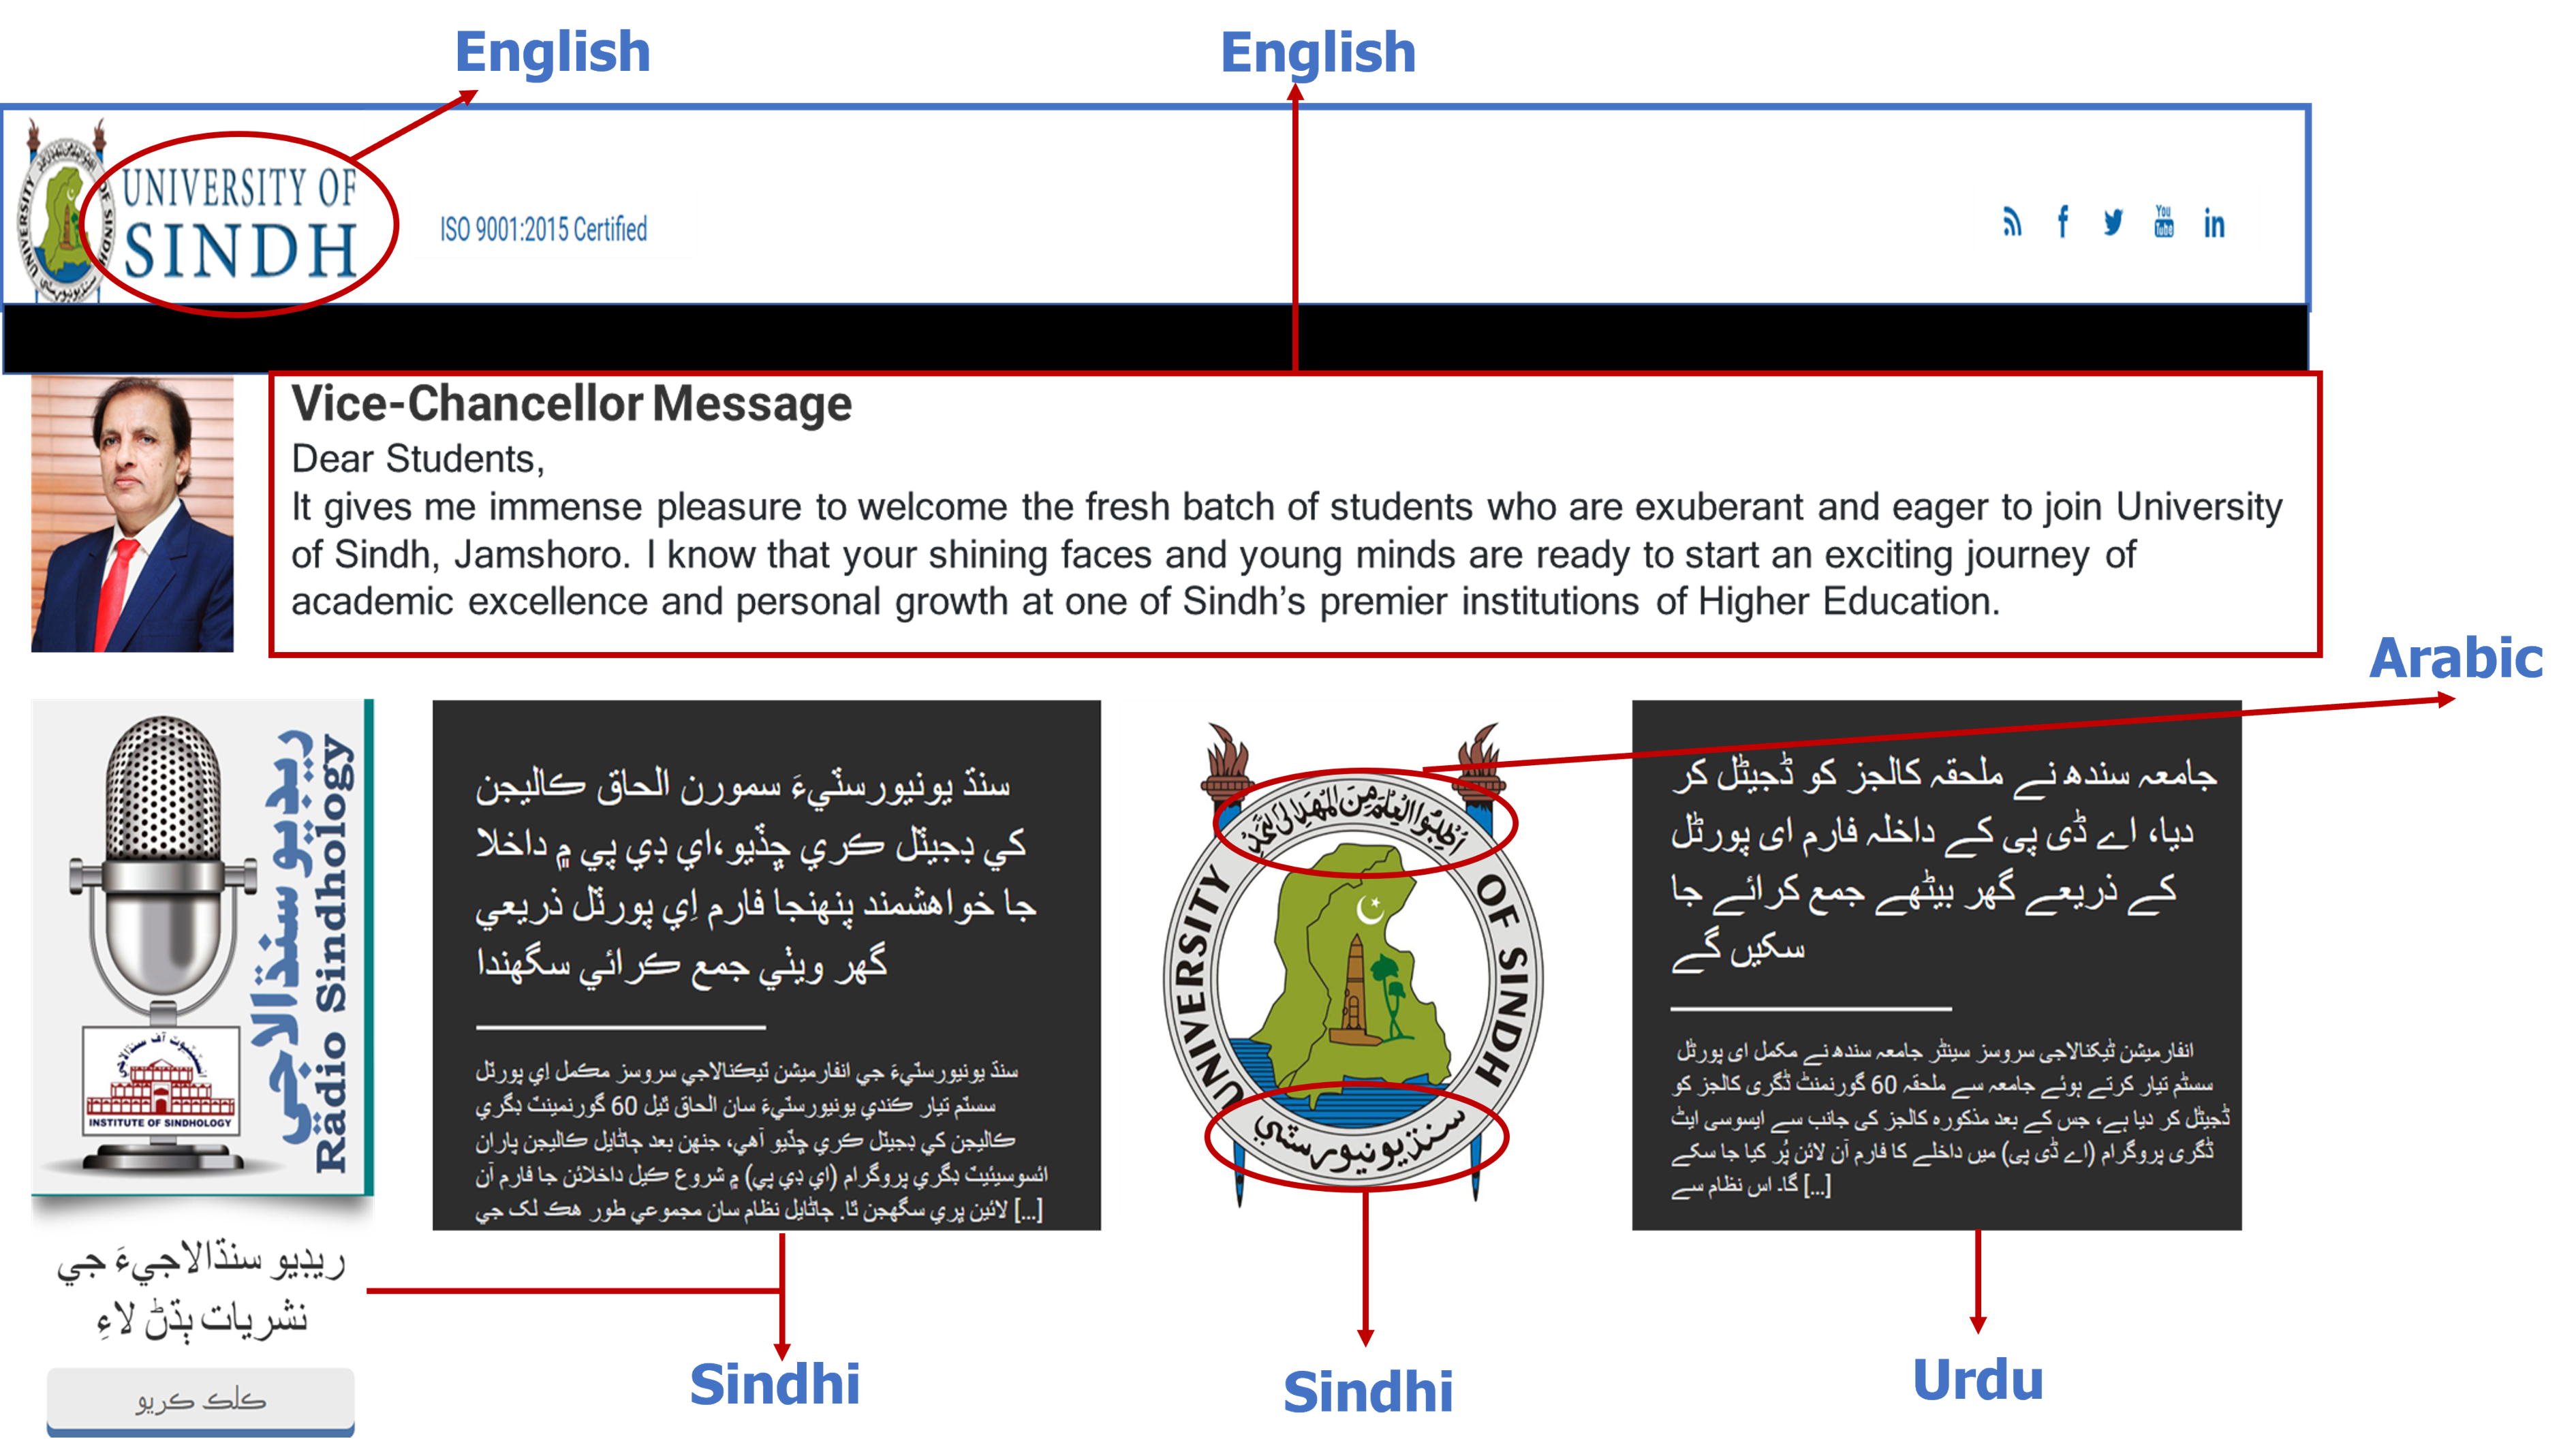 English
English
UNIVERSITY OF
SINDH
ISO 9001:2015 Certified
Vice-Chancellor Message
Dear Students,
It gives me immense pleasure to welcome the fresh batch of students who are exuberant and eager to join University
of Sindh, Jamshoro. I know that your shining faces and young minds are ready to start an exciting journey of
academic excellence and personal growth at one of Sindh's premier institutions of Higher Education.
Arabic
ريڊيو سنڌالاجي
Radio Sindhology
انسٽيٽيوٽ آف سنڌالاجي
INSTITUTE OF SINDHOLOGY
ريڊيو سنڌالاجيءَ جي
نشريات ٻڌڻ لاءِ
ڪلڪ ڪريو
سنڌ يونيورسٽيءَ سمورن الحاق ڪاليجن
کي ڊجيٽل ڪري ڇڏيو،اي ڊي پي ۾ داخلا
جا خواهشمند پنهنجا فارم اِي پورٽل ذريعي
گھر ويٺي جمع ڪرائي سگهندا
سنڌ يونيورسٽيءَ جي انفارميشن ٽيڪنالاجي سروسز مڪمل اِي پورٽل
سسٽم تيار ڪندي يونيورسٽيءَ سان الحاق ٿيل 60 گورنمينٽ ڊگري
ڪاليجن کي ڊجيٽل ڪري ڇڏيو آهي، جنهن بعد ڄاڻايل ڪاليجن پاران
ائسوسيئيٽ ڊگري پروگرام (اي ڊي پي) ۾ شروع ڪيل داخلائن جا فارم آن
لائين ڀري سگهجن ٿا. ڄاڻايل نظام سان مجموعي طور هڪ لک جي [...]
اُطْلُبُوا الْعِلْمَ مِنَ الْمَهْدِ اِلَى اللَّحْدِ
UNIVERSITY OF SINDH
سنڌ يونيورسٽي
جامعہ سندھ نے ملحقہ کالجز کو ڈجیٹل کر
دیا، اے ڈی پی کے داخلہ فارم ای پورٹل
کے ذریعے گھر بیٹھے جمع کرائے جا
سکیں گے
انفارمیشن ٹیکنالاجی سروسز سینٹر جامعہ سندھ نے مکمل ای پورٹل
سسٹم تیار کرتے ہوئے جامعہ سے ملحقہ 60 گورنمنٹ ڈگری کالجز کو
ڈجیٹل کر دیا ہے، جس کے بعد مذکورہ کالجز کی جانب سے ایسوسی ایٹ
ڈگری پروگرام (اے ڈی پی) میں داخلے کا فارم آن لائن پُر کیا جا سکے
گا۔ اس نظام سے [...]
Sindhi
Sindhi
Urdu